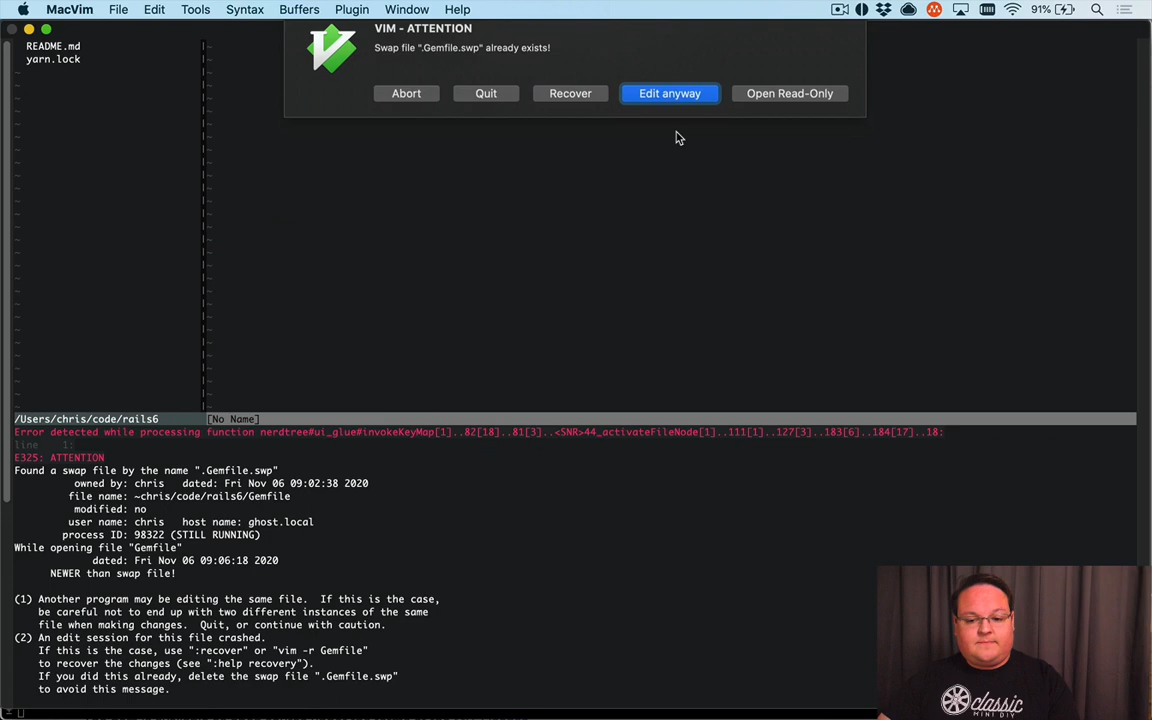 MacVim File Edit Tools Syntax Buffers Plugin Window Help 91%
VIM - ATTENTION
Swap file ".Gemfile.swp" already exists!
Abort Quit Recover Edit anyway Open Read-Only
README.md
yarn.lock
/Users/chris/code/rails6 [No Name]
Error detected while processing function nerdtree#ui_glue#invokeKeyMap[1]..82[18]..81[3]..<SNR>44_activateFileNode[1]..111[1]..127[3]..183[6]..184[17]..18:
line    1:
E325: ATTENTION
Found a swap file by the name ".Gemfile.swp"
owned by: chris   dated: Fri Nov 06 09:02:38 2020
file name: ~chris/code/rails6/Gemfile
modified: no
user name: chris   host name: ghost.local
process ID: 98322 (STILL RUNNING)
While opening file "Gemfile"
dated: Fri Nov 06 09:06:18 2020
NEWER than swap file!
(1) Another program may be editing the same file.  If this is the case,
be careful not to end up with two different instances of the same
file when making changes.  Quit, or continue with caution.
(2) An edit session for this file crashed.
If this is the case, use ":recover" or "vim -r Gemfile"
to recover the changes (see ":help recovery").
If you did this already, delete the swap file ".Gemfile.swp"
to avoid this message.
classic
MINI DIY